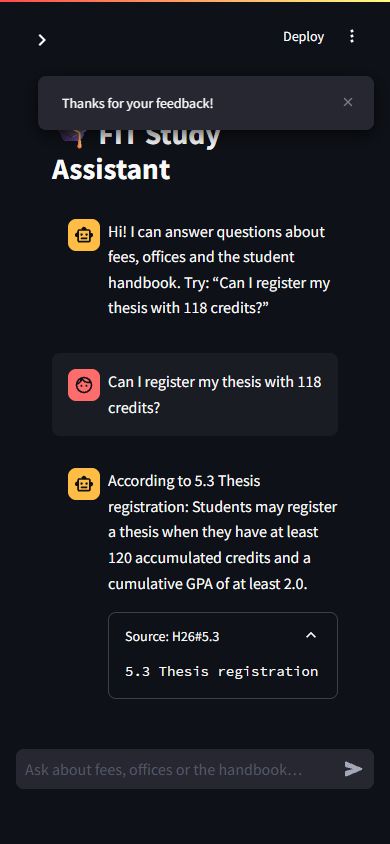 Deploy
Thanks for your feedback!
FIT Study
Assistant
Hi! I can answer questions about
fees, offices and the student
handbook. Try: “Can I register my
thesis with 118 credits?”
Can I register my thesis with 118
credits?
According to 5.3 Thesis
registration: Students may register
a thesis when they have at least
120 accumulated credits and a
cumulative GPA of at least 2.0.
Source: H26#5.3
5.3 Thesis registration
Ask about fees, offices or the handbook…